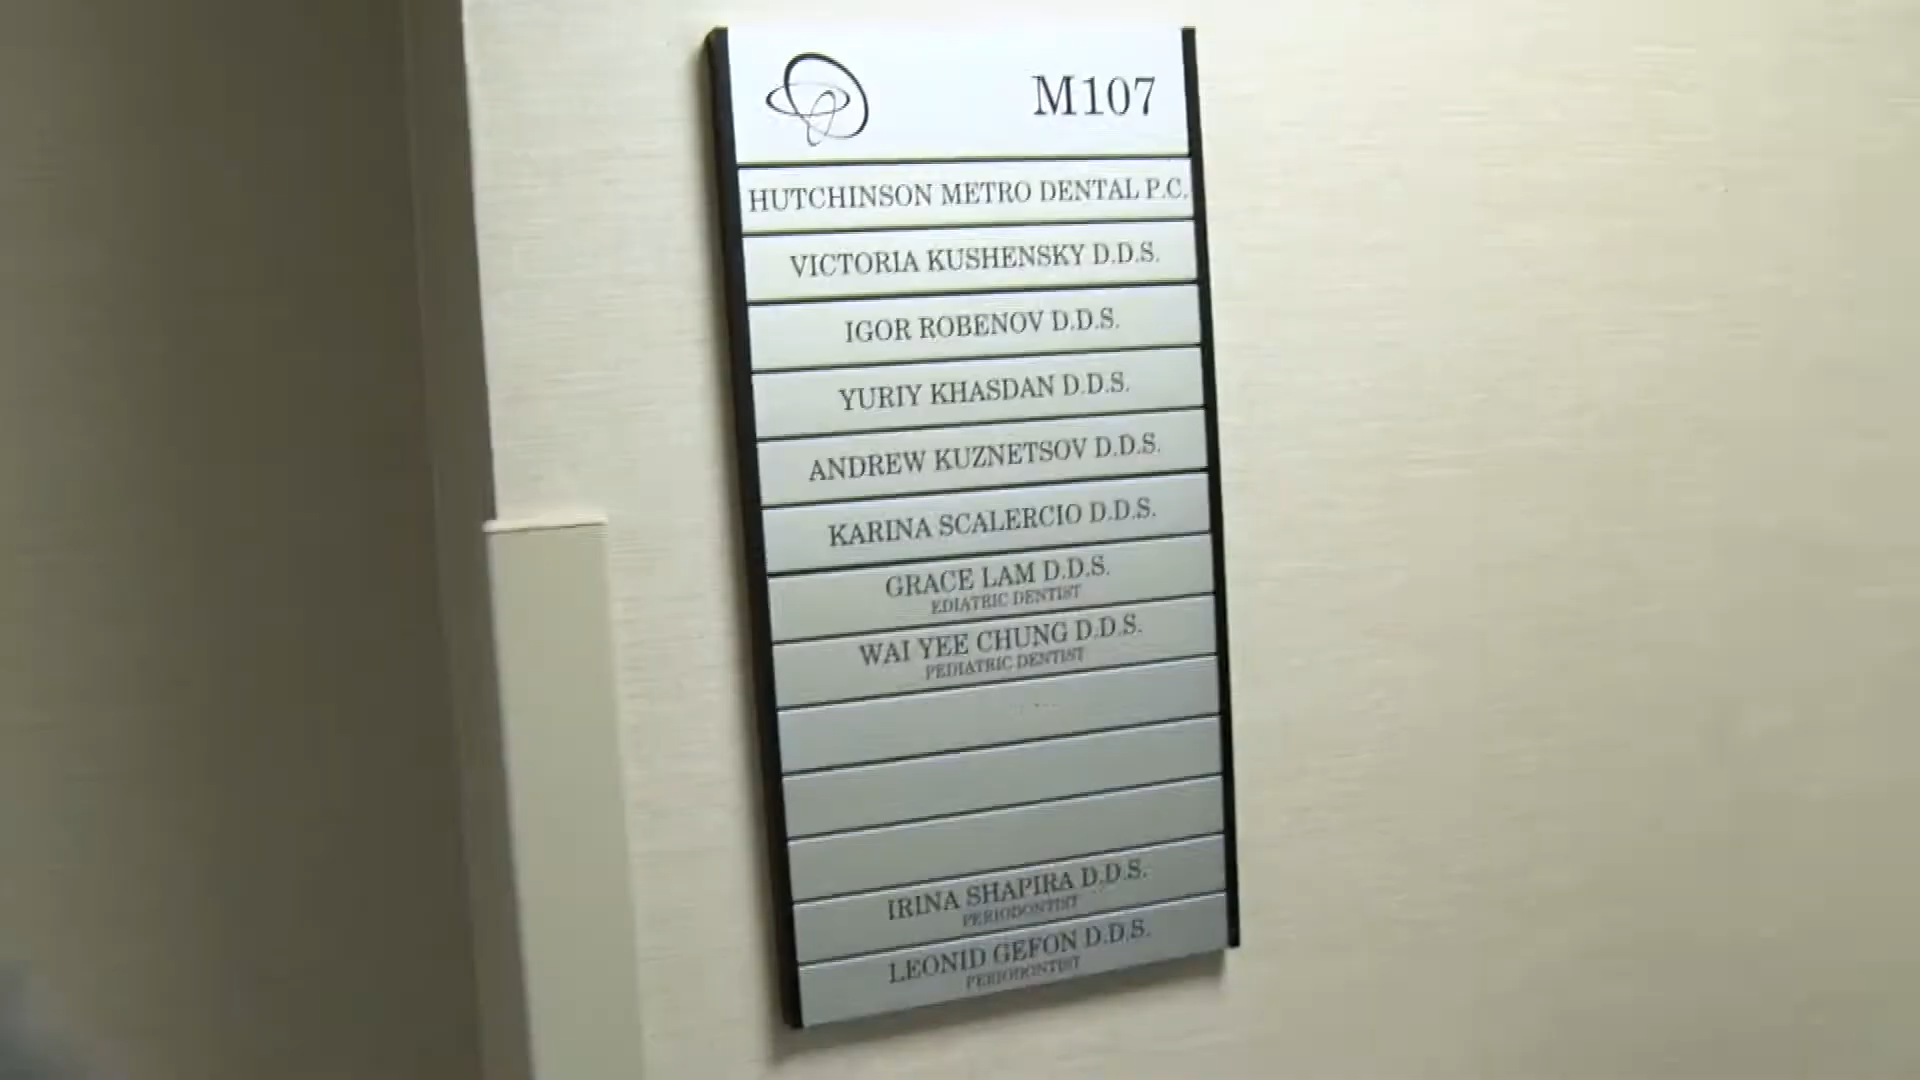 M107
HUTCHINSON METRO DENTAL P.C.
VICTORIA KUSHENSKY D.D.S.
IGOR ROBENOV D.D.S.
YURIY KHASDAN D.D.S.
ANDREW KUZNETSOV D.D.S.
KARINA SCALERCIO D.D.S.
GRACE LAM D.D.S.
EDIATRIC DENTIST
WAI YEE CHUNG D.D.S.
PEDIATRIC DENTIST
IRINA SHAPIRA D.D.S.
PERIODONTIST
LEONID GEFON D.D.S.
PERIODONTIST